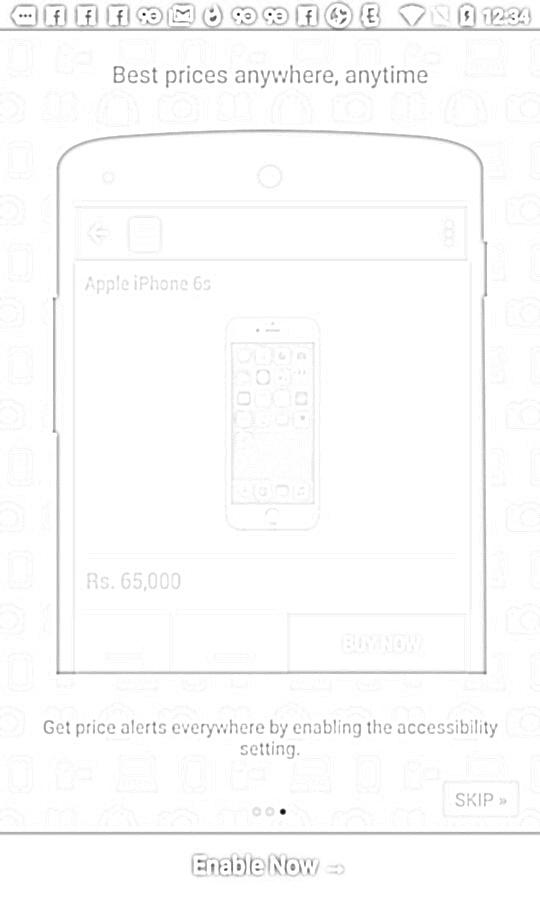 12:34
Best prices anywhere, anytime
Apple iPhone 6s
Rs. 65,000
BUY NOW
Get price alerts everywhere by enabling the accessibility
setting.
SKIP »
Enable Now →